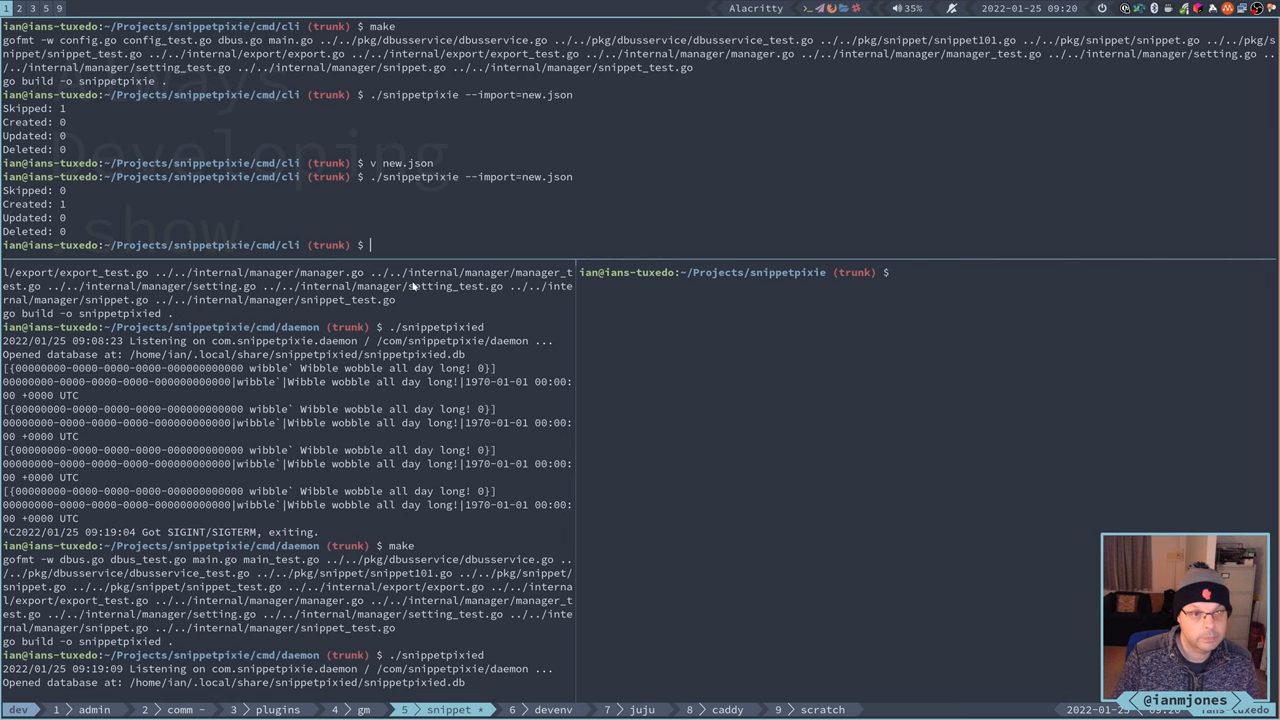 1 2 3 5 9
Alacritty
35%
2022-01-25 09:20
ian@ians-tuxedo:~/Projects/snippetpixie/cmd/cli (trunk) $ make
gofmt -w config.go config_test.go dbus.go main.go ../../pkg/dbusservice/dbusservice.go ../../pkg/dbusservice/dbusservice_test.go ../../pkg/snippet/snippet101.go ../../pkg/snippet/snippet.go ../../pkg/s
nippet/snippet_test.go ../../internal/export/export.go ../../internal/export/export_test.go ../../internal/manager/manager.go ../../internal/manager/manager_test.go ../../internal/manager/setting.go ..
/../internal/manager/setting_test.go ../../internal/manager/snippet.go ../../internal/manager/snippet_test.go
go build -o snippetpixie .
ian@ians-tuxedo:~/Projects/snippetpixie/cmd/cli (trunk) $ ./snippetpixie --import=new.json
Skipped: 1
Created: 0
Updated: 0
Deleted: 0
ian@ians-tuxedo:~/Projects/snippetpixie/cmd/cli (trunk) $ v new.json
ian@ians-tuxedo:~/Projects/snippetpixie/cmd/cli (trunk) $ ./snippetpixie --import=new.json
Skipped: 0
Created: 1
Updated: 0
Deleted: 0
ian@ians-tuxedo:~/Projects/snippetpixie/cmd/cli (trunk) $
Developing
show
l/export/export_test.go ../../internal/manager/manager.go ../../internal/manager/manager_t
est.go ../../internal/manager/setting.go ../../internal/manager/setting_test.go ../../inte
rnal/manager/snippet.go ../../internal/manager/snippet_test.go
go build -o snippetpixied .
ian@ians-tuxedo:~/Projects/snippetpixie/cmd/daemon (trunk) $ ./snippetpixied
2022/01/25 09:08:23 Listening on com.snippetpixie.daemon / /com/snippetpixie/daemon ...
Opened database at: /home/ian/.local/share/snippetpixied/snippetpixied.db
[{00000000-0000-0000-0000-000000000000 wibble` Wibble wobble all day long! 0}]
00000000-0000-0000-0000-000000000000|wibble`|Wibble wobble all day long!|1970-01-01 00:00:
00 +0000 UTC
[{00000000-0000-0000-0000-000000000000 wibble` Wibble wobble all day long! 0}]
00000000-0000-0000-0000-000000000000|wibble`|Wibble wobble all day long!|1970-01-01 00:00:
00 +0000 UTC
[{00000000-0000-0000-0000-000000000000 wibble` Wibble wobble all day long! 0}]
00000000-0000-0000-0000-000000000000|wibble`|Wibble wobble all day long!|1970-01-01 00:00:
00 +0000 UTC
[{00000000-0000-0000-0000-000000000000 wibble` Wibble wobble all day long! 0}]
00000000-0000-0000-0000-000000000000|wibble`|Wibble wobble all day long!|1970-01-01 00:00:
00 +0000 UTC
^C2022/01/25 09:19:04 Got SIGINT/SIGTERM, exiting.
ian@ians-tuxedo:~/Projects/snippetpixie/cmd/daemon (trunk) $ make
gofmt -w dbus.go dbus_test.go main.go main_test.go ../../pkg/dbusservice/dbusservice.go ..
/../pkg/dbusservice/dbusservice_test.go ../../pkg/snippet/snippet101.go ../../pkg/snippet/
snippet.go ../../pkg/snippet/snippet_test.go ../../internal/export/export.go ../../interna
l/export/export_test.go ../../internal/manager/manager.go ../../internal/manager/manager_t
est.go ../../internal/manager/setting.go ../../internal/manager/setting_test.go ../../inte
rnal/manager/snippet.go ../../internal/manager/snippet_test.go
go build -o snippetpixied .
ian@ians-tuxedo:~/Projects/snippetpixie/cmd/daemon (trunk) $ ./snippetpixied
2022/01/25 09:19:09 Listening on com.snippetpixie.daemon / /com/snippetpixie/daemon ...
Opened database at: /home/ian/.local/share/snippetpixied/snippetpixied.db
ian@ians-tuxedo:~/Projects/snippetpixie (trunk) $
@ianmjones
dev 1 admin 2 comm - 3 plugins 4 gm 5 snippet * 6 devenv 7 juju 8 caddy 9 scratch